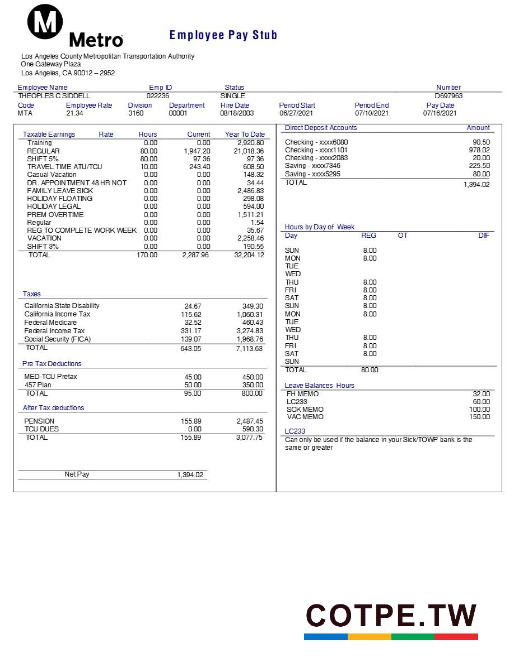 M
Metro
Employee Pay Stub
Los Angeles County Metropolitan Transportation Authority
One Gateway Plaza
Los Angeles, CA 90012 – 2952
Employee Name Emp ID Status Number
THEOPLES C SIDDELL 022236 SINGLE D697963
Code Employee Rate Division Department Hire Date Period Start Period End Pay Date
MTA 21.34 3160 00001 08/18/2003 06/27/2021 07/10/2021 07/16/2021
Taxable Earnings Rate Hours Current Year To Date
Training 0.00 0.00 2,920.80
REGULAR 80.00 1,947.20 21,018.36
SHIFT 5% 80.00 97.36 97.36
TRAVEL TIME ATU/TCU 10.00 243.40 608.50
Casual Vacation 0.00 0.00 148.32
DR. APPOINTMENT 48 HR NOT 0.00 0.00 34.44
FAMILY LEAVE SICK 0.00 0.00 2,486.83
HOLIDAY FLOATING 0.00 0.00 298.08
HOLIDAY LEGAL 0.00 0.00 594.00
PREM OVERTIME 0.00 0.00 1,511.21
Regular 0.00 0.00 1.54
REG TO COMPLETE WORK WEEK 0.00 0.00 35.67
VACATION 0.00 0.00 2,258.46
SHIFT 3% 0.00 0.00 190.55
TOTAL 170.00 2,287.96 32,204.12
Taxes
California State Disability 24.67 349.30
California Income Tax 115.62 1,060.31
Federal Medicare 32.52 460.43
Federal Income Tax 331.17 3,274.83
Social Security (FICA) 139.07 1,968.76
TOTAL 643.05 7,113.63
Pre Tax Deductions
MED-TCU Pretax 45.00 450.00
457 Plan 50.00 350.00
TOTAL 95.00 800.00
After Tax deductions
PENSION 155.89 2,487.45
TCU DUES 0.00 590.30
TOTAL 155.89 3,077.75
Net Pay 1,394.02
Direct Deposit Accounts Amount
Checking - xxxx6080 90.50
Checking - xxxx1101 978.02
Checking - xxxx2083 20.00
Saving - xxxx7346 225.50
Saving - xxxx5295 80.00
TOTAL 1,394.02
Hours by Day of Week
Day REG OT DIF
SUN 8.00
MON 8.00
TUE
WED
THU 8.00
FRI 8.00
SAT 8.00
SUN 8.00
MON 8.00
TUE
WED
THU 8.00
FRI 8.00
SAT 8.00
SUN
TOTAL 80.00
Leave Balances Hours
FH MEMO 32.00
LC233 60.00
SCK MEMO 100.00
VAC MEMO 150.00
LC233
Can only be used if the balance in your Sick/TOWP bank is the
same or greater
COTPE.TW